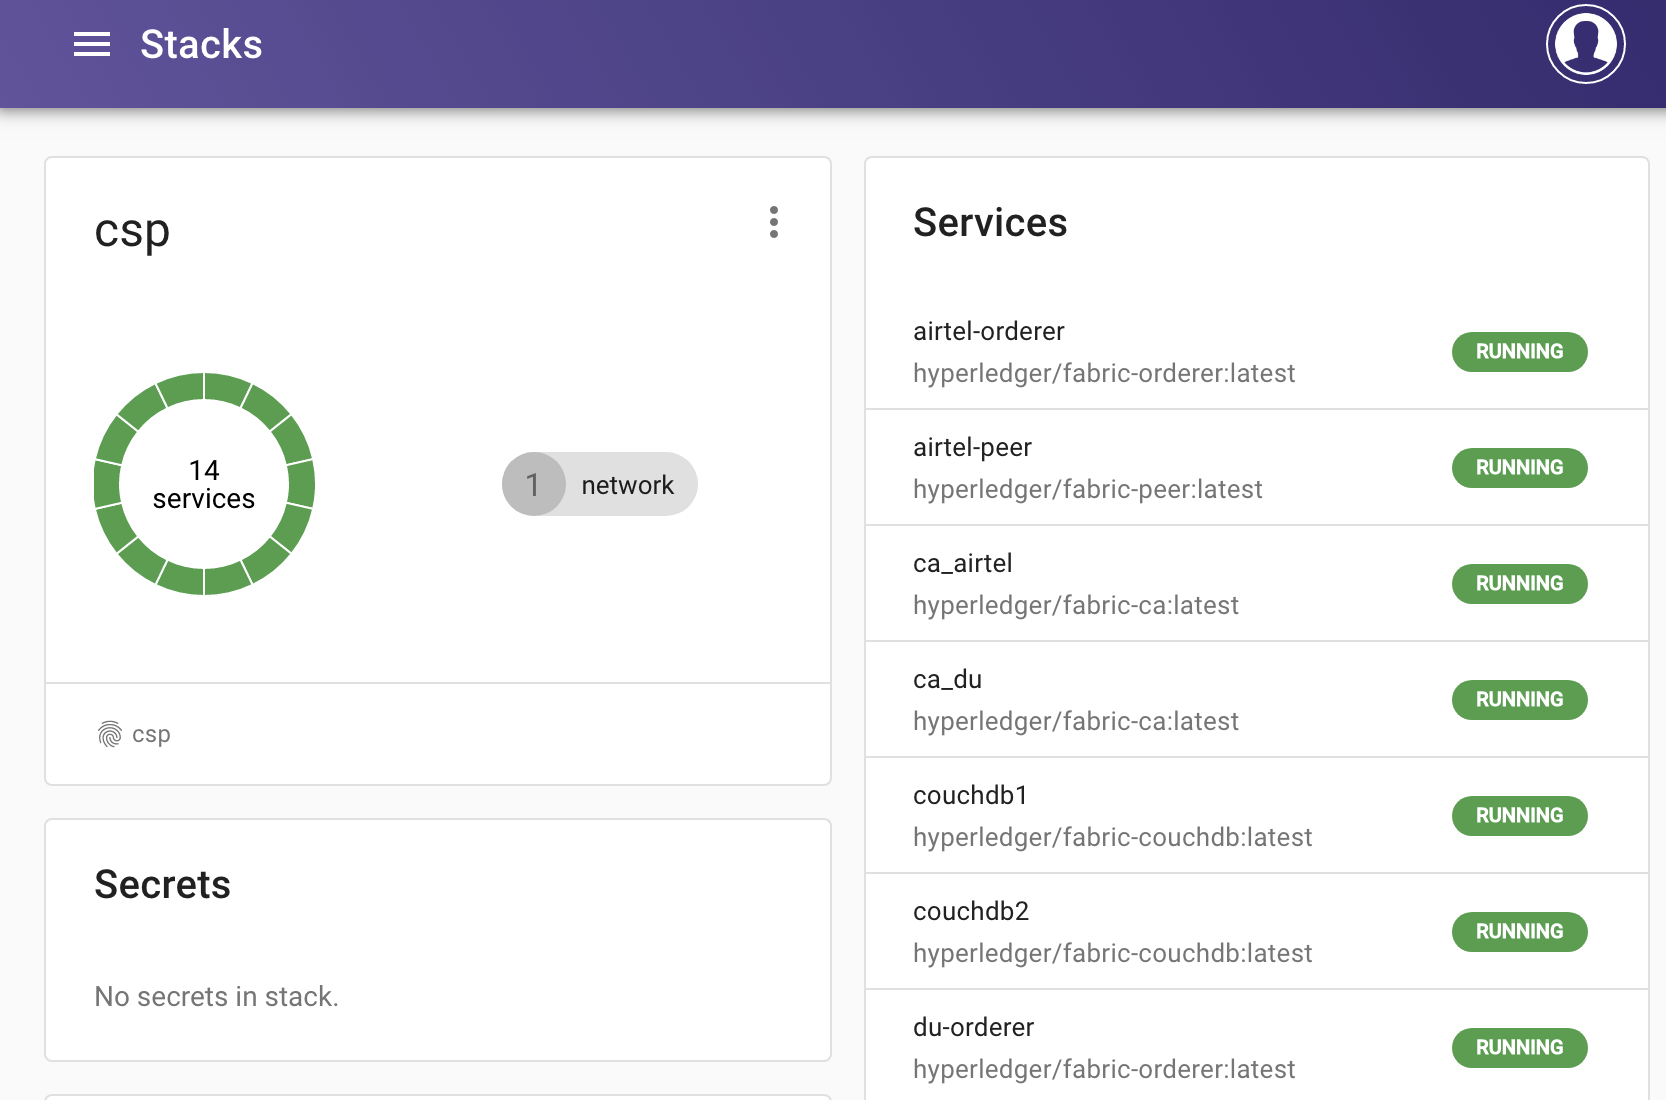 Stacks
csp
14
services
1 network
csp
Secrets
No secrets in stack.
Services
airtel-orderer
hyperledger/fabric-orderer:latest
RUNNING
airtel-peer
hyperledger/fabric-peer:latest
RUNNING
ca_airtel
hyperledger/fabric-ca:latest
RUNNING
ca_du
hyperledger/fabric-ca:latest
RUNNING
couchdb1
hyperledger/fabric-couchdb:latest
RUNNING
couchdb2
hyperledger/fabric-couchdb:latest
RUNNING
du-orderer
hyperledger/fabric-orderer:latest
RUNNING